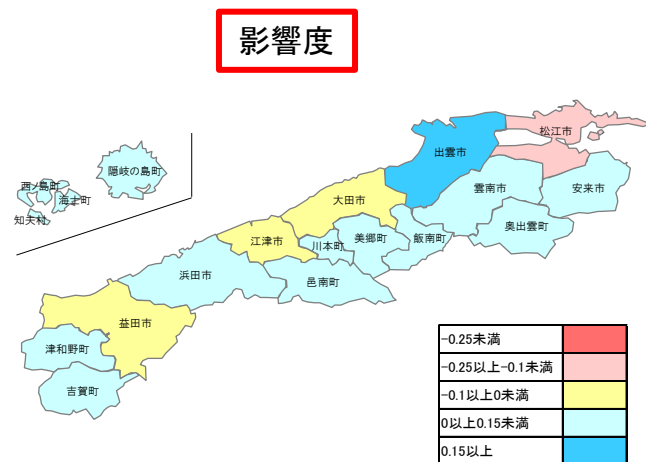 影響度
松江市
出雲市
隠岐の島町
西ノ島町
海士町
知夫村
雲南市
安来市
大田市
奥出雲町
江津市
川本町
美郷町
飯南町
浜田市
邑南町
益田市
津和野町
吉賀町
-0.25未満
-0.25以上-0.1未満
-0.1以上0未満
0以上0.15未満
0.15以上